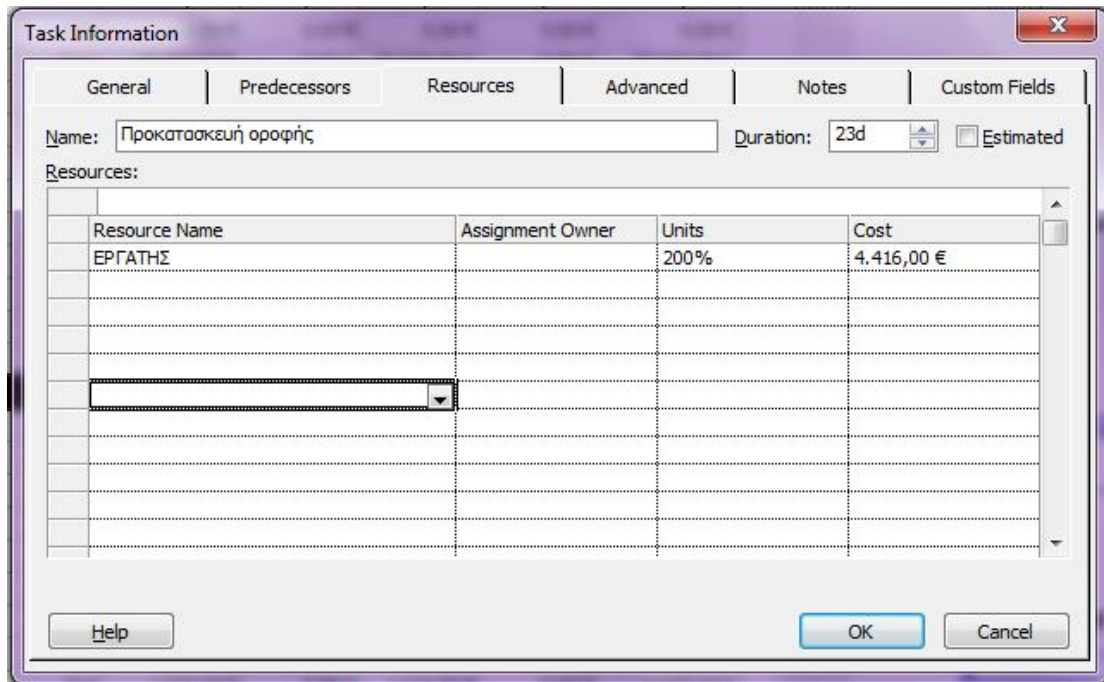 Task Information
General Predecessors Resources Advanced Notes Custom Fields
Name: Προκατασκευή οροφής Duration: 23d Estimated
Resources:
Resource Name Assignment Owner Units Cost
ΕΡΓΑΤΗΣ 200% 4.416,00 €
Help OK Cancel